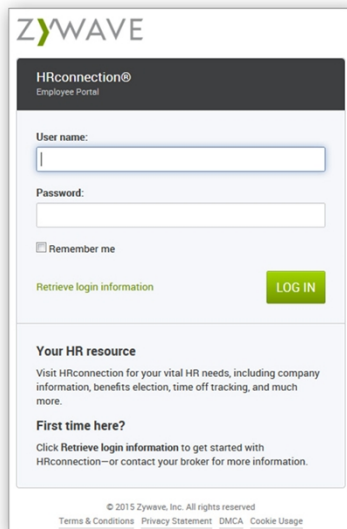 ZYWAVE
HRconnection®
Employee Portal
User name:
Password:
Remember me
Retrieve login information
LOG IN
Your HR resource
Visit HRconnection for your vital HR needs, including company
information, benefits election, time off tracking, and much
more.
First time here?
Click Retrieve login information to get started with
HRconnection—or contact your broker for more information.
© 2015 Zywave, Inc. All rights reserved
Terms & Conditions Privacy Statement DMCA Cookie Usage